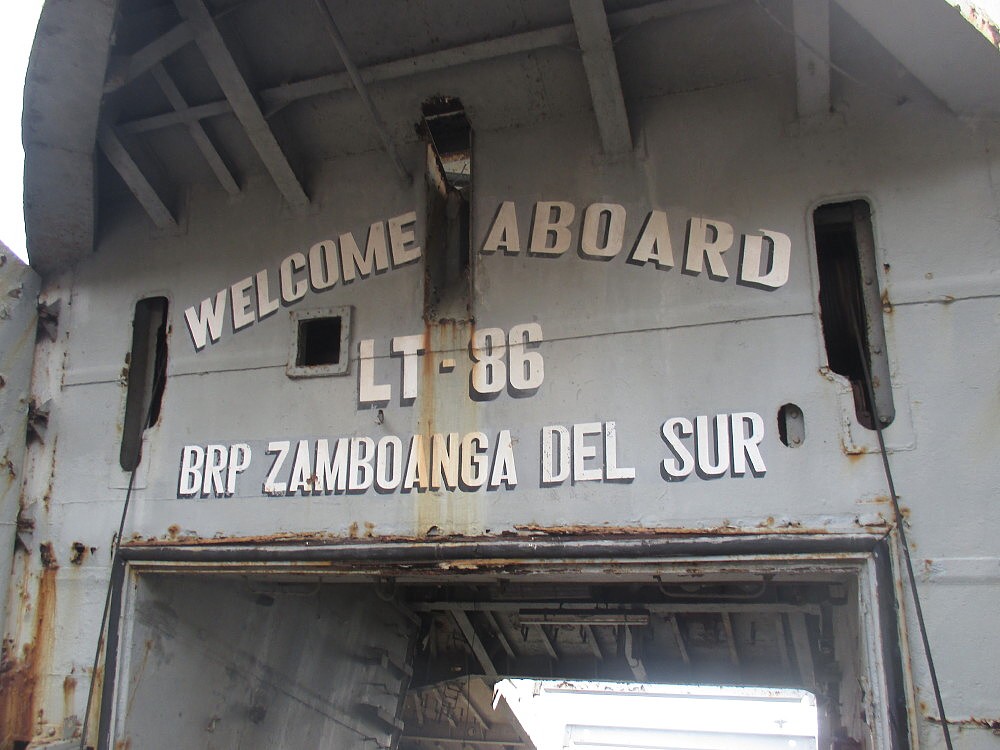 WELCOME ABOARD
LT-86
BRP ZAMBOANGA DEL SUR